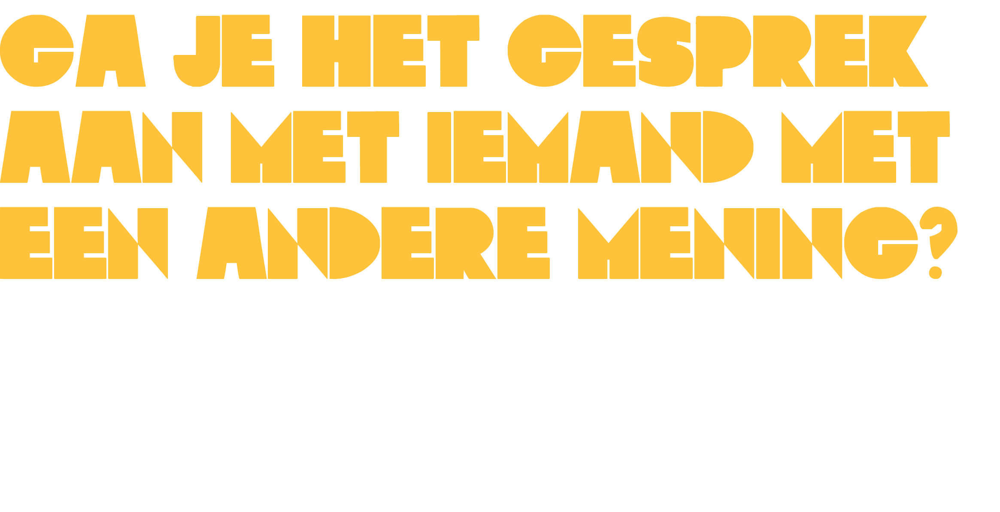 GA JE HET GESPREK
AAN MET IEMAND MET
EEN ANDERE MENING?